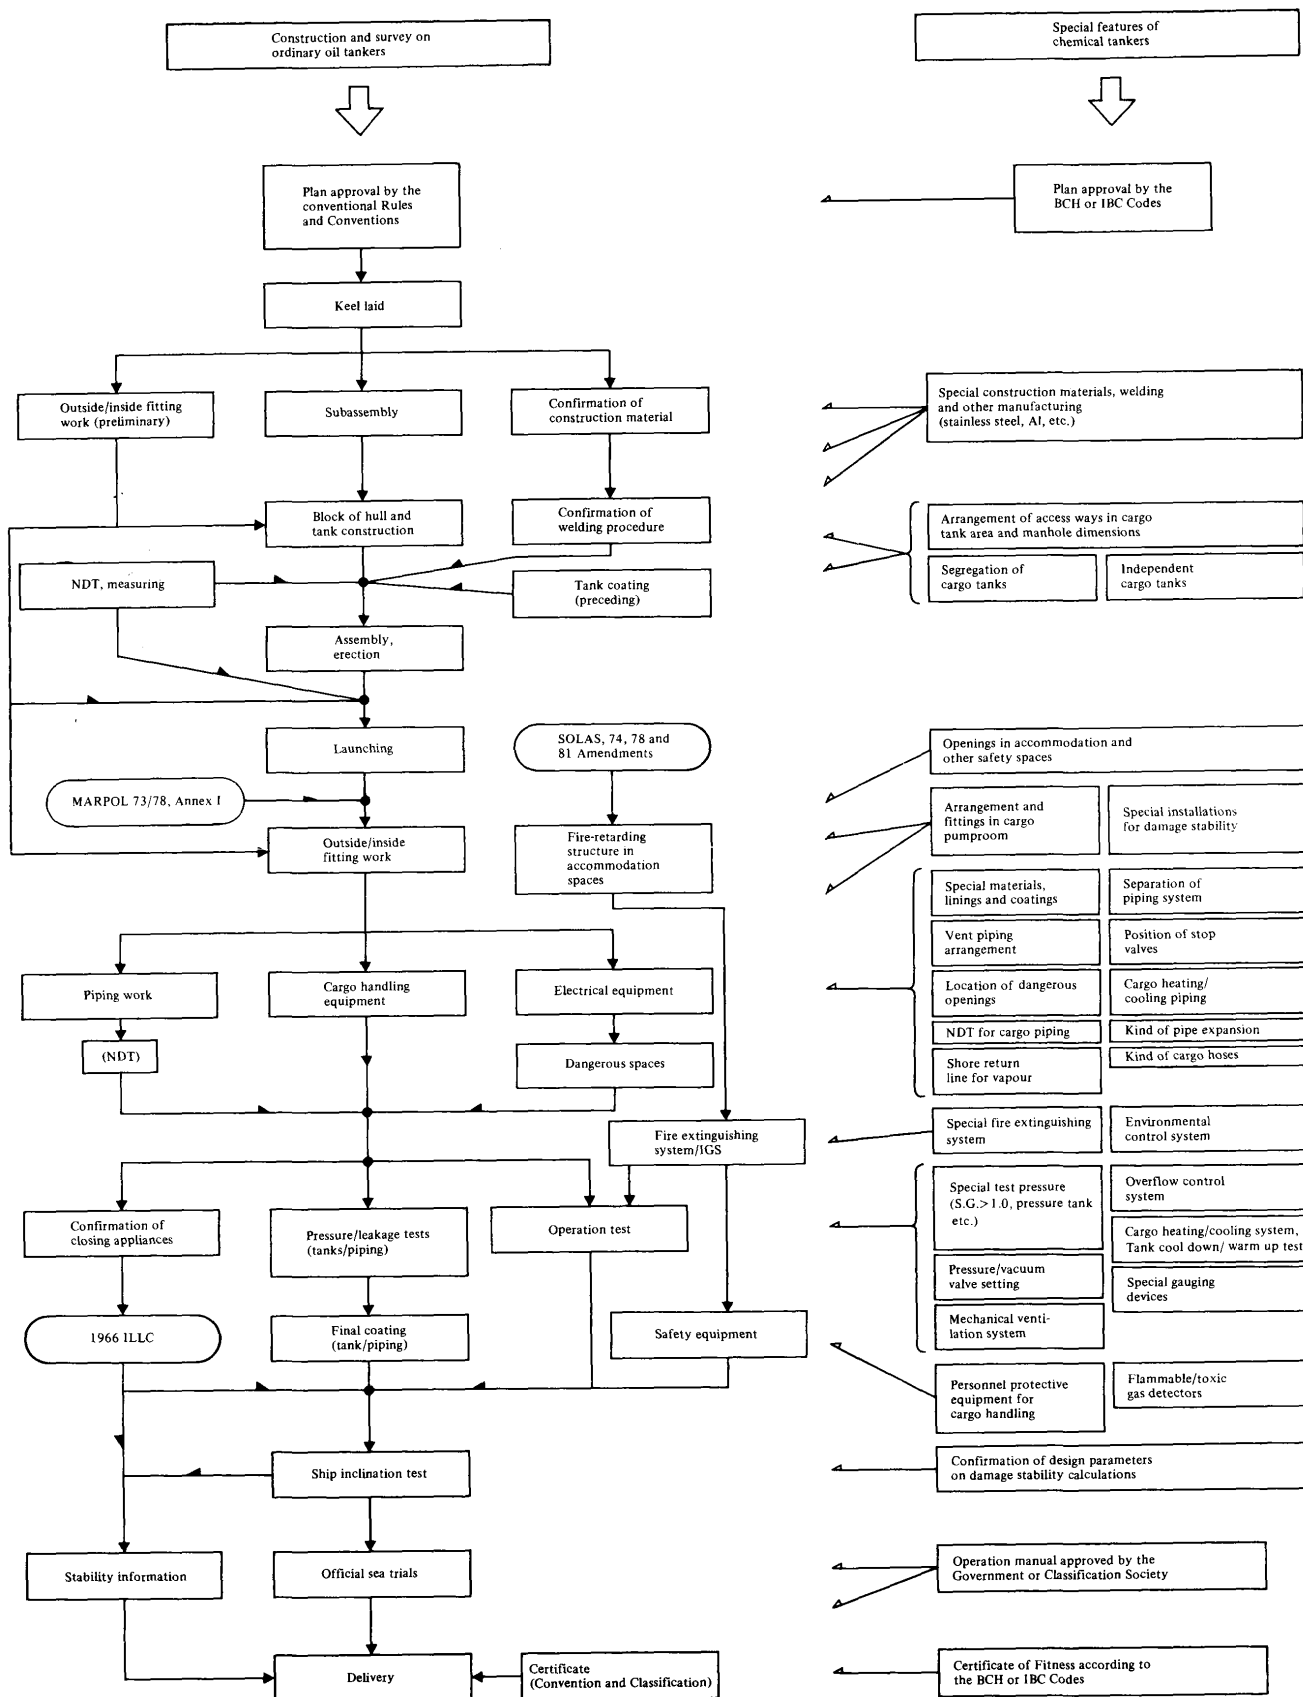 Construction and survey on
ordinary oil tankers
Special features of
chemical tankers
Plan approval by the
conventional Rules
and Conventions
Plan approval by the
BCH or IBC Codes
Keel laid
Outside/inside fitting
work (preliminary)
Subassembly
Confirmation of
construction material
Special construction materials, welding
and other manufacturing
(stainless steel, Al, etc.)
Block of hull and
tank construction
Confirmation of
welding procedure
Arrangement of access ways in cargo
tank area and manhole dimensions
NDT, measuring
Tank coating
(preceding)
Segregation of
cargo tanks
Independent
cargo tanks
Assembly,
erection
Launching
SOLAS, 74, 78 and
81 Amendments
Openings in accommodation and
other safety spaces
MARPOL 73/78, Annex I
Arrangement and
fittings in cargo
pumproom
Special installations
for damage stability
Outside/inside
fitting work
Fire-retarding
structure in
accommodation
spaces
Special materials,
linings and coatings
Separation of
piping system
Vent piping
arrangement
Position of stop
valves
Piping work
Cargo handling
equipment
Electrical equipment
Location of dangerous
openings
Cargo heating/
cooling piping
NDT for cargo piping
Kind of pipe expansion
(NDT)
Dangerous spaces
Shore return
line for vapour
Kind of cargo hoses
Fire extinguishing
system/IGS
Special fire extinguishing
system
Environmental
control system
Confirmation of
closing appliances
Pressure/leakage tests
(tanks/piping)
Operation test
Special test pressure
(S.G.> 1.0, pressure tank
etc.)
Overflow control
system
Cargo heating/cooling system,
Tank cool down/ warm up test
Pressure/vacuum
valve setting
Special gauging
devices
1966 ILLC
Final coating
(tank/piping)
Safety equipment
Mechanical venti-
lation system
Personnel protective
equipment for
cargo handling
Flammable/toxic
gas detectors
Ship inclination test
Confirmation of design parameters
on damage stability calculations
Stability information
Official sea trials
Operation manual approved by the
Government or Classification Society
Delivery
Certificate
(Convention and Classification)
Certificate of Fitness according to
the BCH or IBC Codes